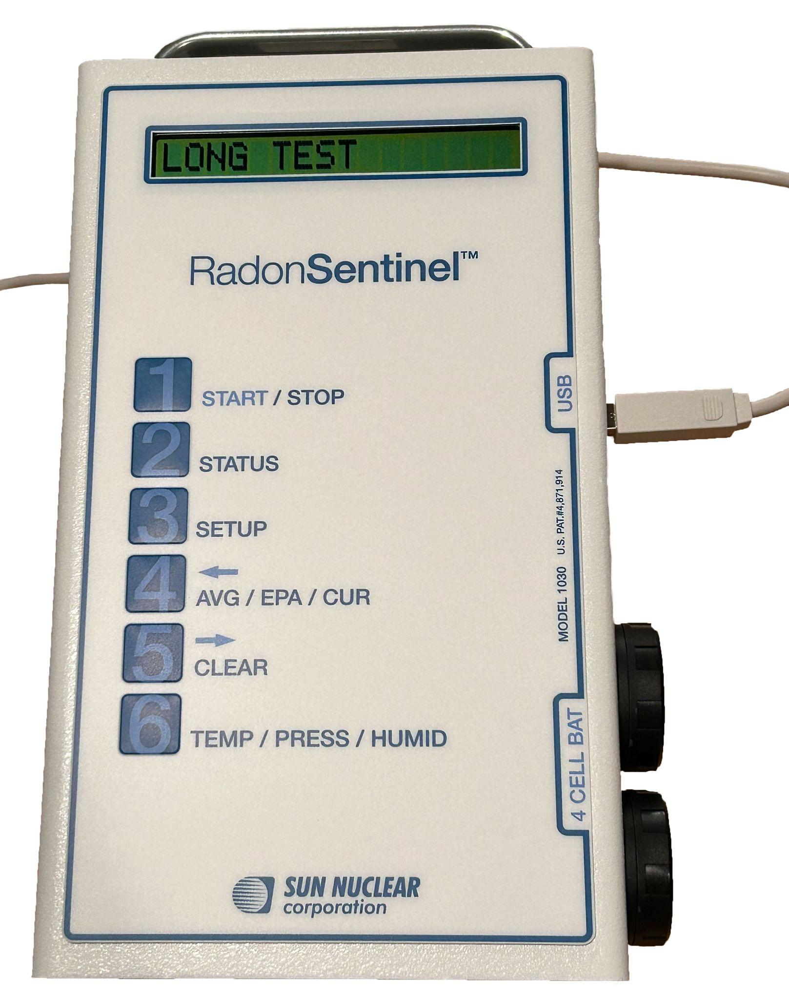 LONG TEST
RadonSentinel™
1 START / STOP
2 STATUS
3 SETUP
4 AVG / EPA / CUR
5 CLEAR
6 TEMP / PRESS / HUMID
USB
MODEL 1030 U.S. PAT.#4,871,914
4 CELL BAT
SUN NUCLEAR
corporation